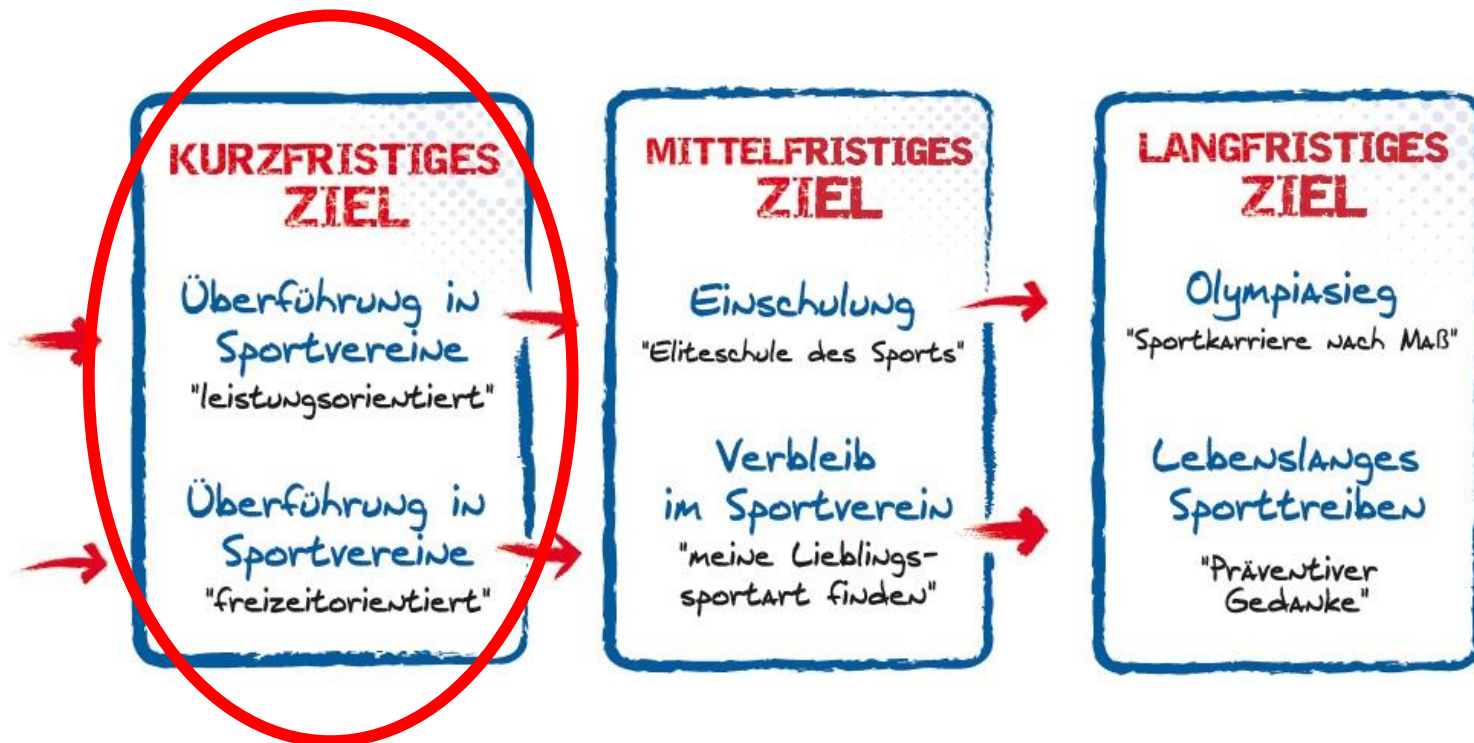 KURZFRISTIGES
ZIEL
Überführung in
Sportvereine
"leistungsorientiert"
Überführung in
Sportvereine
"freizeitorientiert"
MITTELFRISTIGES
ZIEL
Einschulung
"Eliteschule des Sports"
Verbleib
im Sportverein
"meine Lieblings-
sportart finden"
LANGFRISTIGES
ZIEL
Olympiasieg
"Sportkarriere nach Maß"
Lebenslanges
Sporttreiben
"Präventiver
Gedanke"